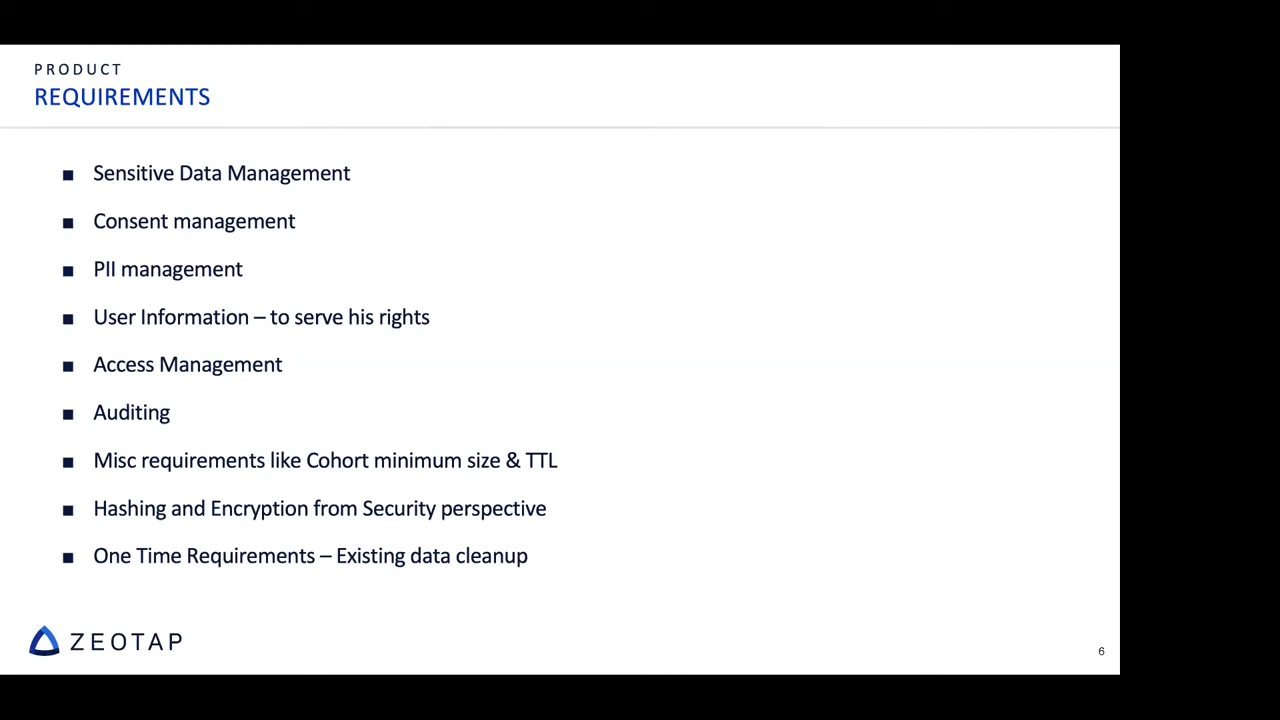 PRODUCT
REQUIREMENTS
Sensitive Data Management
Consent management
PII management
User Information – to serve his rights
Access Management
Auditing
Misc requirements like Cohort minimum size & TTL
Hashing and Encryption from Security perspective
One Time Requirements – Existing data cleanup
ZEOTAP
6